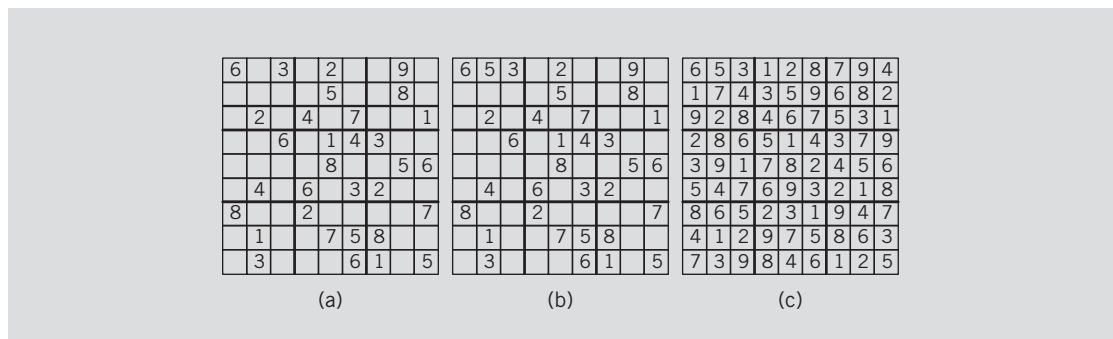 6 3 2 9
5 8
2 4 7 1
6 1 4 3
8 5 6
4 6 3 2
8 2 7
1 7 5 8
3 6 1 5
(a)
6 5 3 2 9
5 8
2 4 7 1
6 1 4 3
8 5 6
4 6 3 2
8 2 7
1 7 5 8
3 6 1 5
(b)
6 5 3 1 2 8 7 9 4
1 7 4 3 5 9 6 8 2
9 2 8 4 6 7 5 3 1
2 8 6 5 1 4 3 7 9
3 9 1 7 8 2 4 5 6
5 4 7 6 9 3 2 1 8
8 6 5 2 3 1 9 4 7
4 1 2 9 7 5 8 6 3
7 3 9 8 4 6 1 2 5
(c)